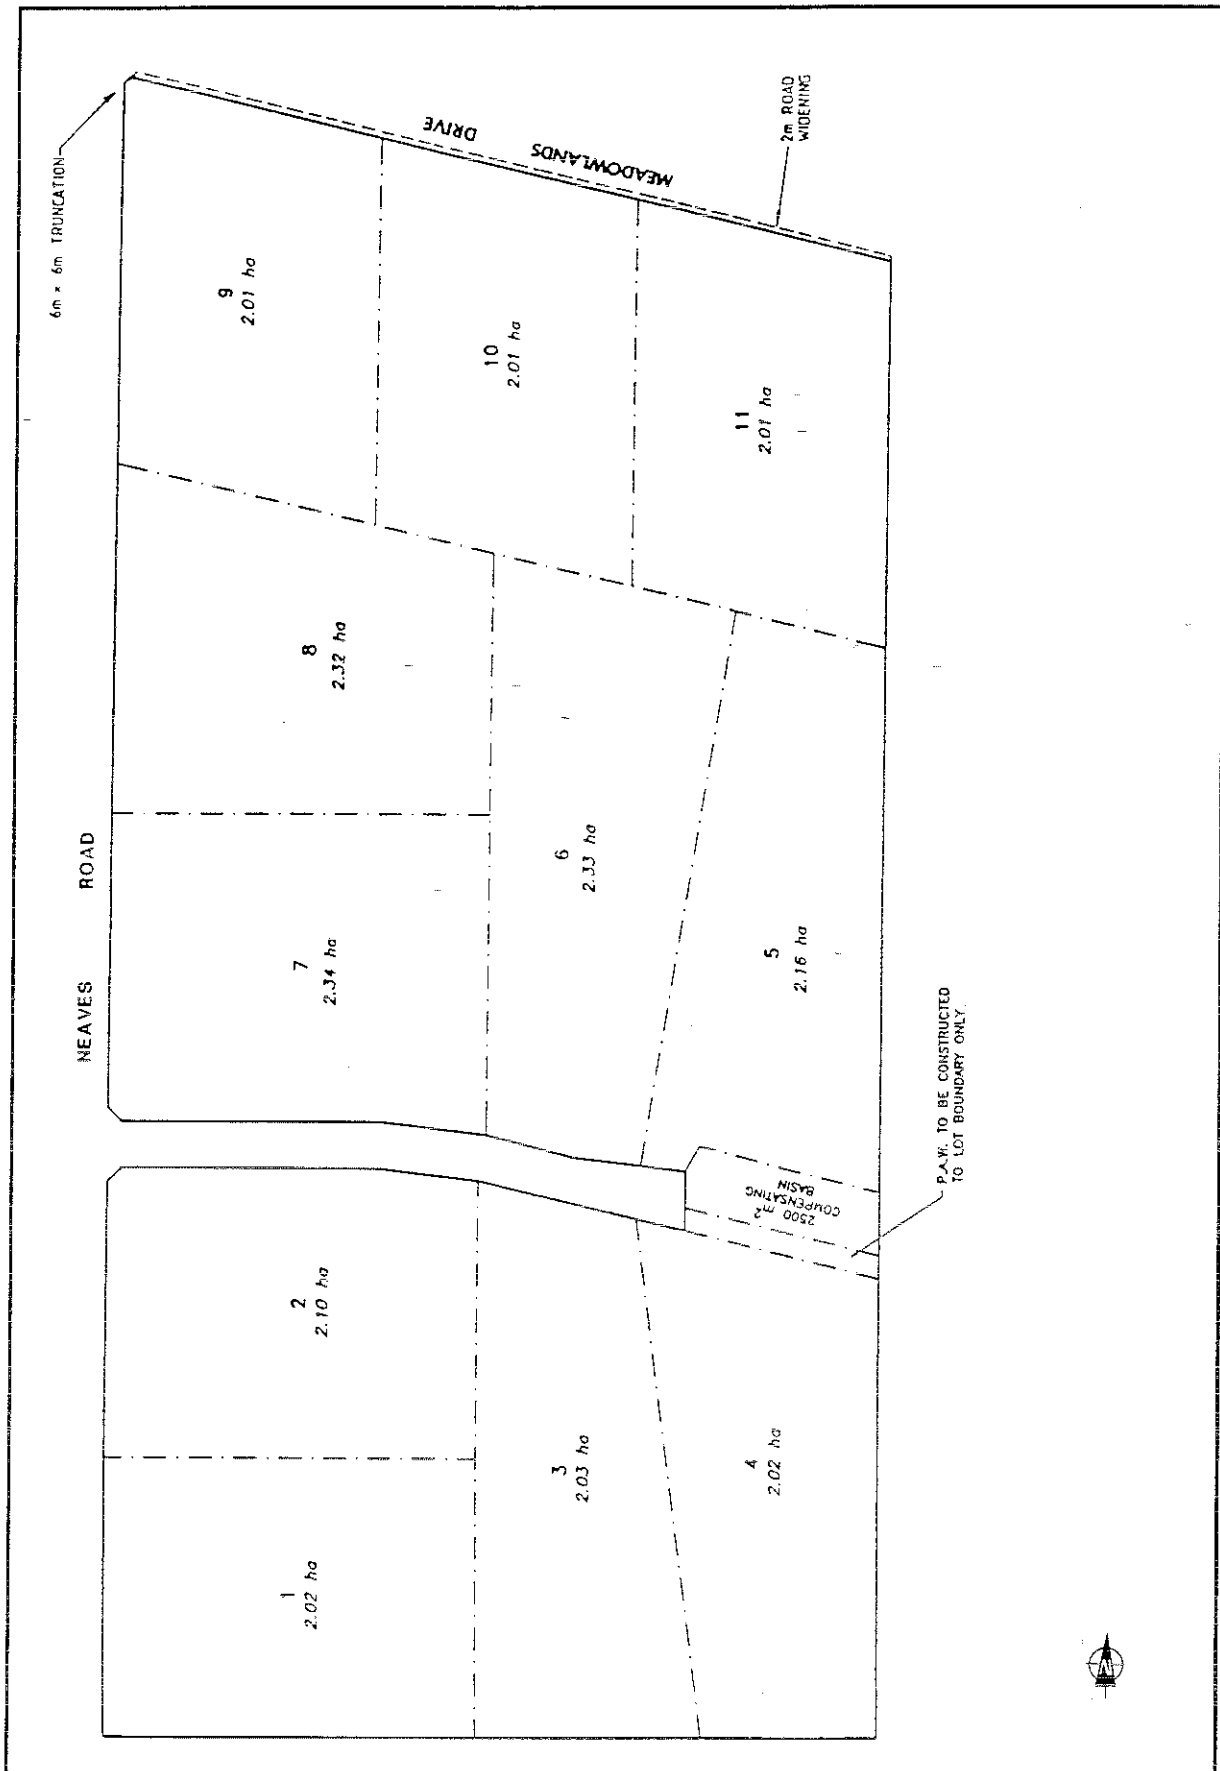 NEAVES ROAD
6m × 6m TRUNCATION
MEADOWLANDS DRIVE
2m ROAD
WIDENING
1
2.02 ha
2
2.10 ha
3
2.03 ha
4
2.02 ha
5
2.16 ha
6
2.33 ha
7
2.34 ha
8
2.32 ha
9
2.01 ha
10
2.01 ha
11
2.01 ha
2500 m²
COMPENSATING
BASIN
P.A.W. TO BE CONSTRUCTED
TO LOT BOUNDARY ONLY.